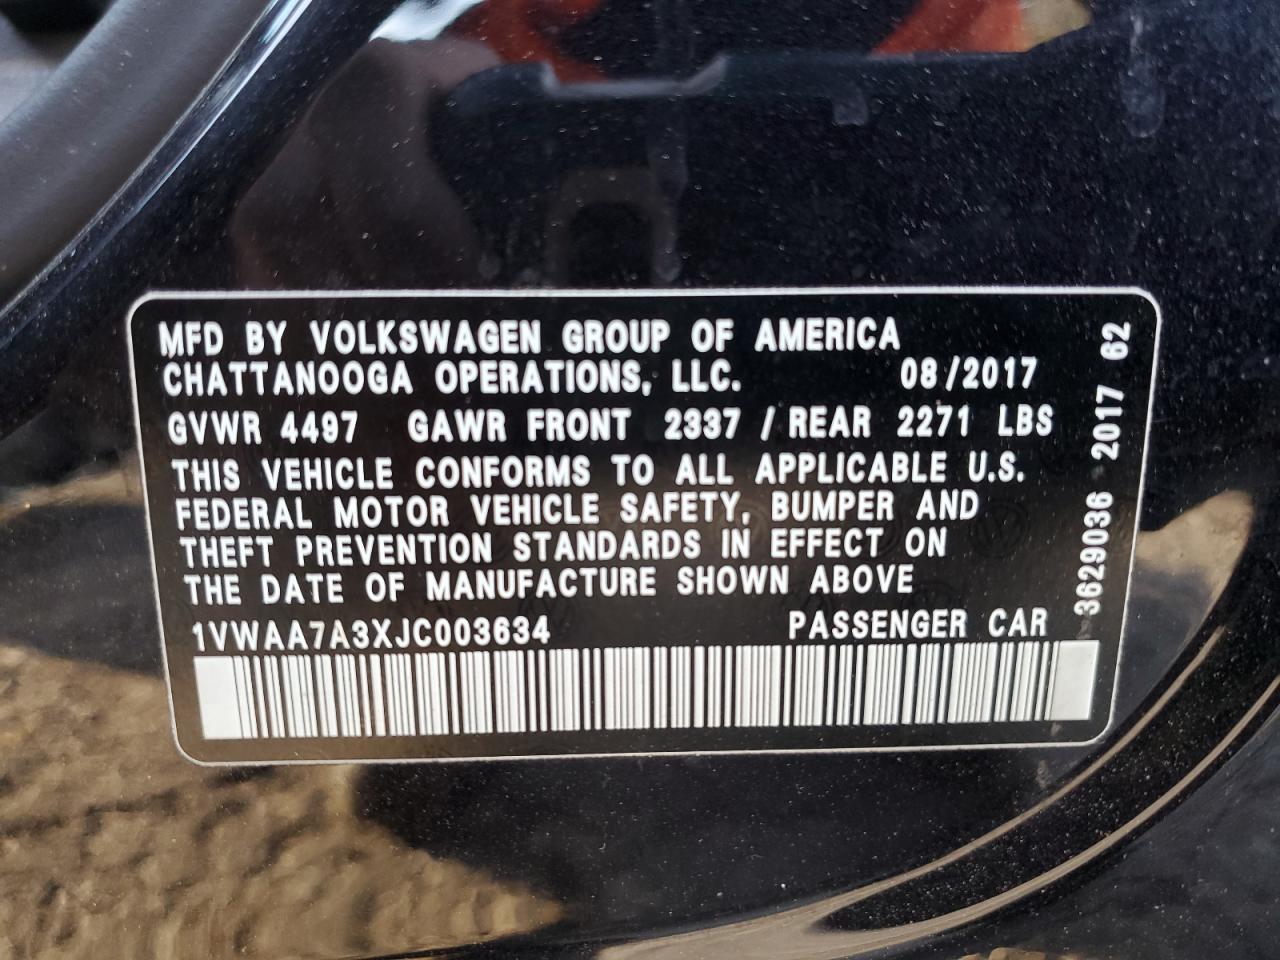 MFD BY VOLKSWAGEN GROUP OF AMERICA
CHATTANOOGA OPERATIONS, LLC. 08/2017
GVWR 4497 GAWR FRONT 2337 / REAR 2271 LBS
THIS VEHICLE CONFORMS TO ALL APPLICABLE U.S.
FEDERAL MOTOR VEHICLE SAFETY, BUMPER AND
THEFT PREVENTION STANDARDS IN EFFECT ON
THE DATE OF MANUFACTURE SHOWN ABOVE
1VWAA7A3XJC003634 PASSENGER CAR
3629036 2017 62